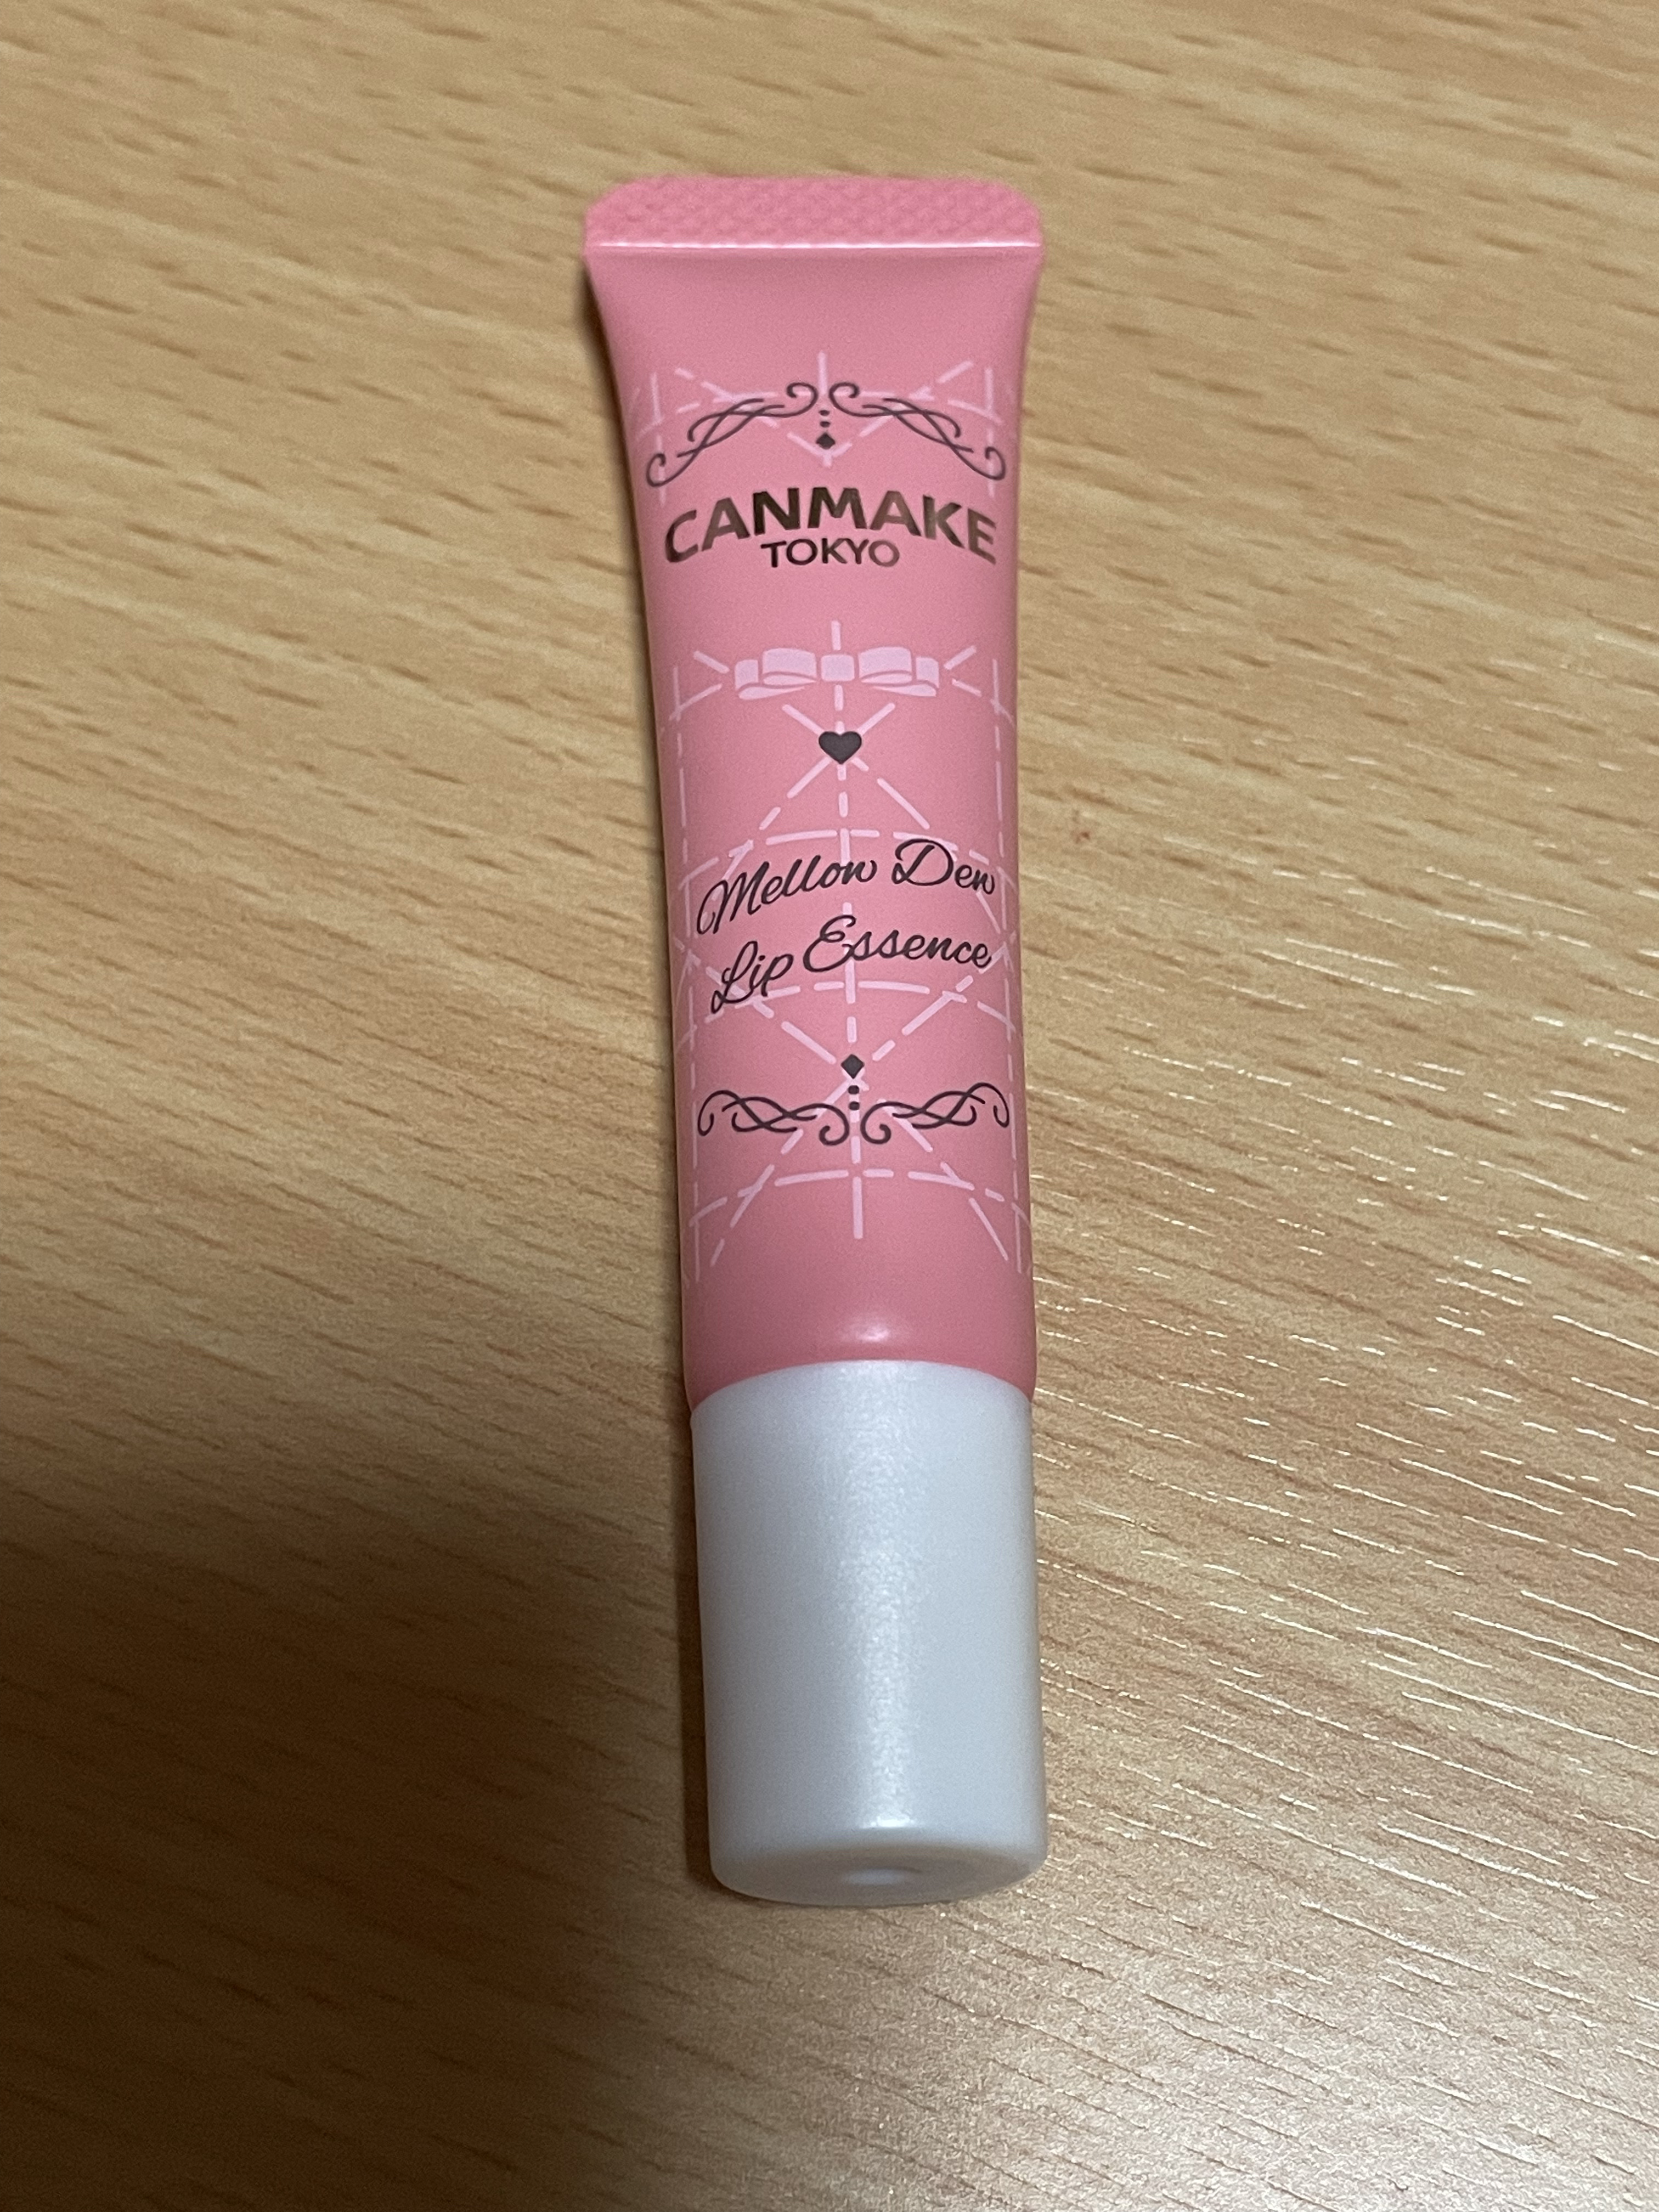 CANMAKE
TOKYO
Mellow Dew
Lip Essence